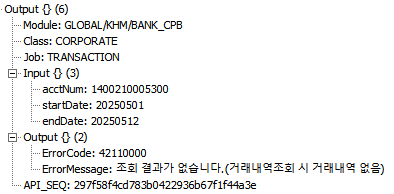 Output {} (6)
Module: GLOBAL/KHM/BANK_CPB
Class: CORPORATE
Job: TRANSACTION
Input {} (3)
acctNum: 1400210005300
startDate: 20250501
endDate: 20250512
Output {} (2)
ErrorCode: 42110000
ErrorMessage: 조회 결과가 없습니다.(거래내역조회 시 거래내역 없음)
API_SEQ: 297f58f4cd783b0422936b67f1f44a3e